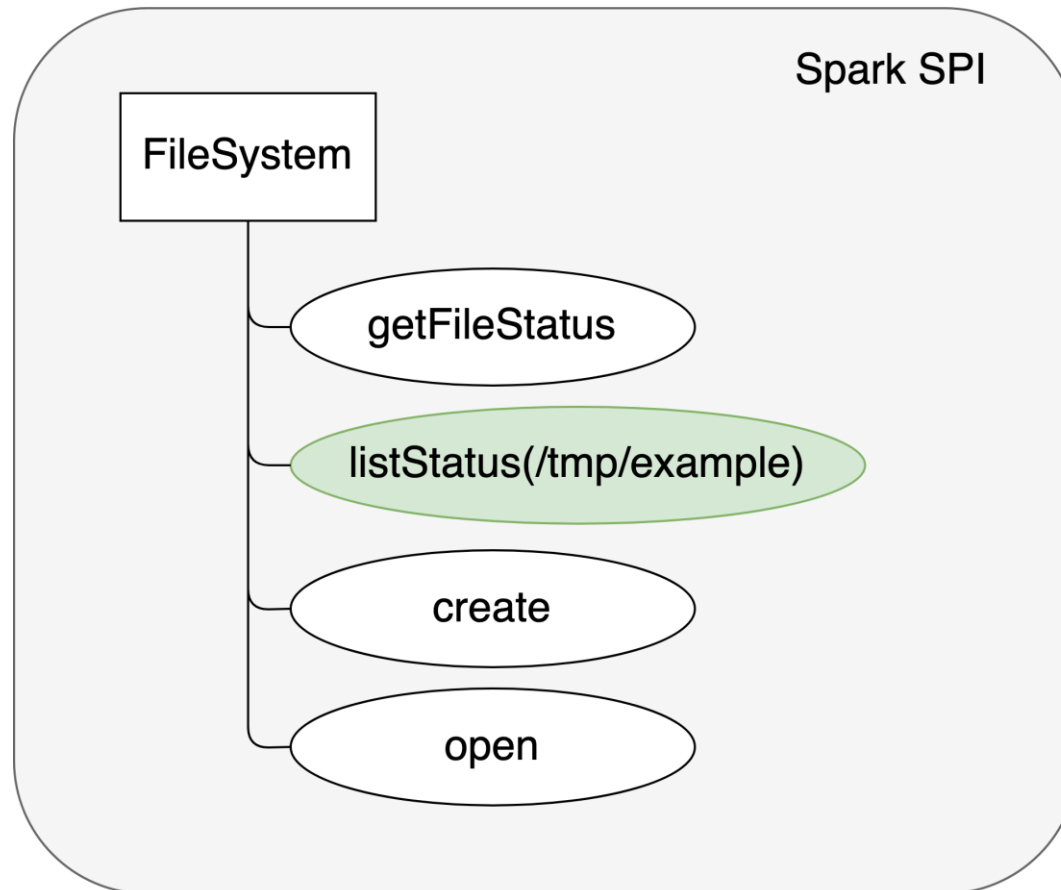 Spark SPI
FileSystem
getFileStatus
listStatus(/tmp/example)
create
open